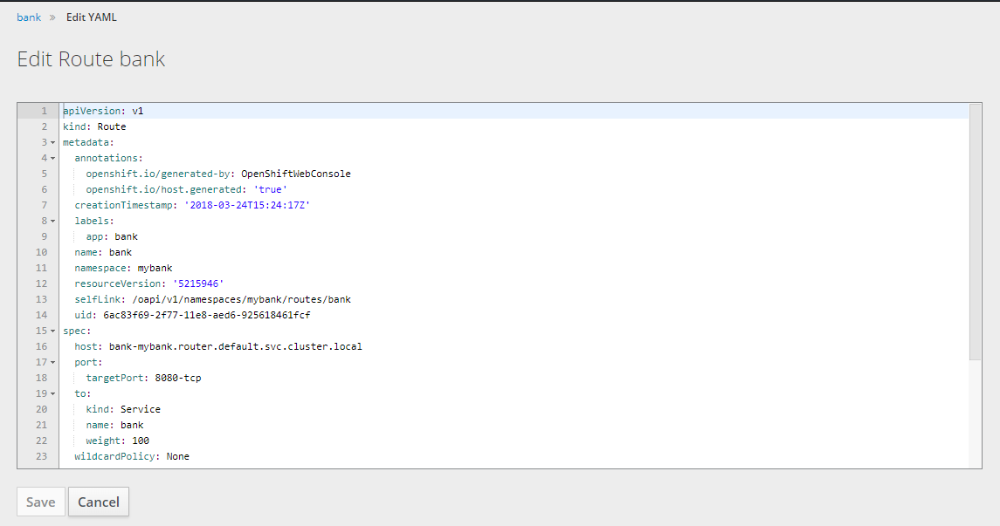 bank » Edit YAML
Edit Route bank
1 apiVersion: v1
2 kind: Route
3 metadata:
4   annotations:
5     openshift.io/generated-by: OpenShiftWebConsole
6     openshift.io/host.generated: 'true'
7   creationTimestamp: '2018-03-24T15:24:17Z'
8   labels:
9     app: bank
10   name: bank
11   namespace: mybank
12   resourceVersion: '5215946'
13   selfLink: /oapi/v1/namespaces/mybank/routes/bank
14   uid: 6ac83f69-2f77-11e8-aed6-925618461fcf
15 spec:
16   host: bank-mybank.router.default.svc.cluster.local
17   port:
18     targetPort: 8080-tcp
19   to:
20     kind: Service
21     name: bank
22     weight: 100
23   wildcardPolicy: None
Save Cancel